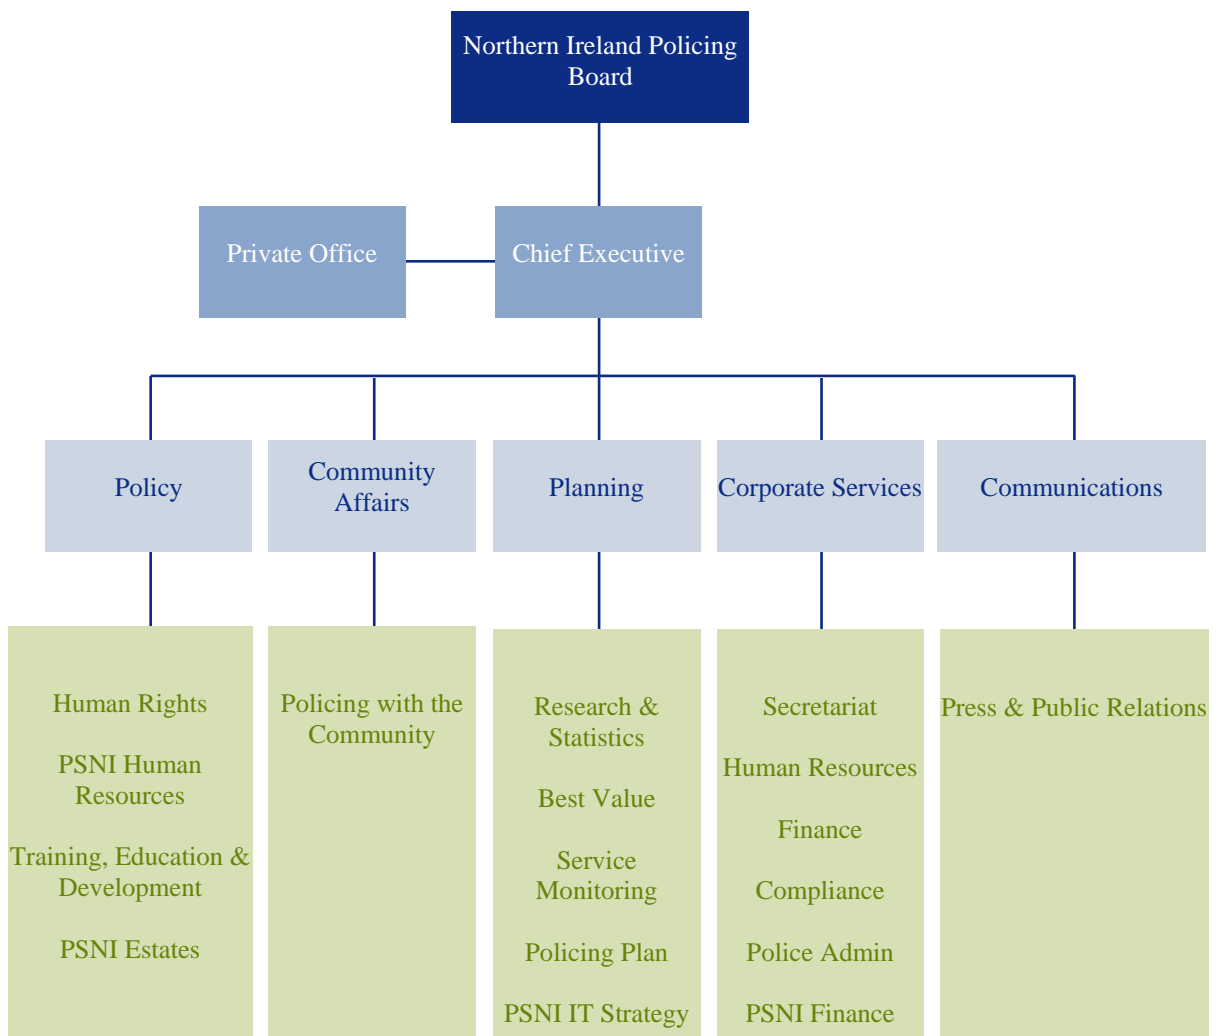 Northern Ireland Policing
Board
Private Office
Chief Executive
Policy
Community
Affairs
Planning
Corporate Services
Communications
Human Rights
PSNI Human
Resources
Training, Education &
Development
PSNI Estates
Policing with the
Community
Research &
Statistics
Best Value
Service
Monitoring
Policing Plan
PSNI IT Strategy
Secretariat
Human Resources
Finance
Compliance
Police Admin
PSNI Finance
Press & Public Relations